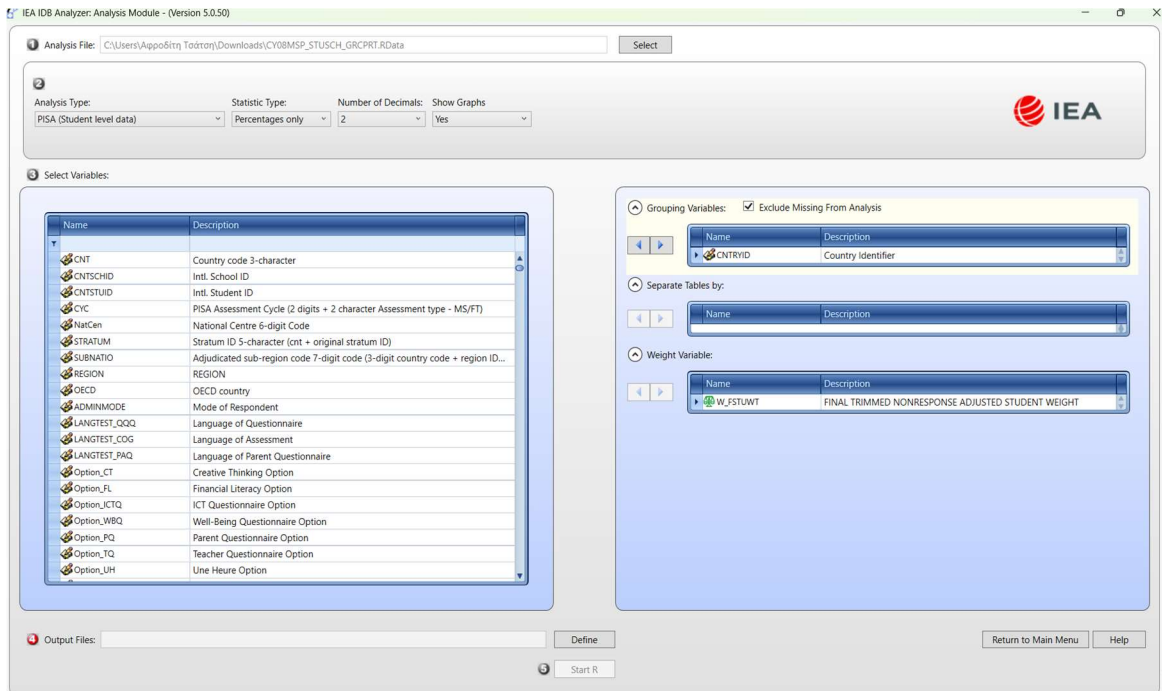 IEA IDB Analyzer: Analysis Module - (Version 5.0.50)
1 Analysis File: C:\Users\Αφροδίτη Τσάτση\Downloads\CY08MSP_STUSCH_GRCPRT.RData Select
2
Analysis Type: Statistic Type: Number of Decimals: Show Graphs
PISA (Student level data) Percentages only 2 Yes
IEA
3 Select Variables:
Name Description
CNT Country code 3-character
CNTSCHID Intl. School ID
CNTSTUID Intl. Student ID
CYC PISA Assessment Cycle (2 digits + 2 character Assessment type - MS/FT)
NatCen National Centre 6-digit Code
STRATUM Stratum ID 5-character (cnt + original stratum ID)
SUBNATIO Adjudicated sub-region code 7-digit code (3-digit country code + region ID...
REGION REGION
OECD OECD country
ADMINMODE Mode of Respondent
LANGTEST_QQQ Language of Questionnaire
LANGTEST_COG Language of Assessment
LANGTEST_PAQ Language of Parent Questionnaire
Option_CT Creative Thinking Option
Option_FL Financial Literacy Option
Option_ICTQ ICT Questionnaire Option
Option_WBQ Well-Being Questionnaire Option
Option_PQ Parent Questionnaire Option
Option_TQ Teacher Questionnaire Option
Option_UH Une Heure Option
Grouping Variables: Exclude Missing From Analysis
Name Description
CNTRYID Country Identifier
Separate Tables by:
Name Description
Weight Variable:
Name Description
W_FSTUWT FINAL TRIMMED NONRESPONSE ADJUSTED STUDENT WEIGHT
4 Output Files: Define Return to Main Menu Help
5 Start R